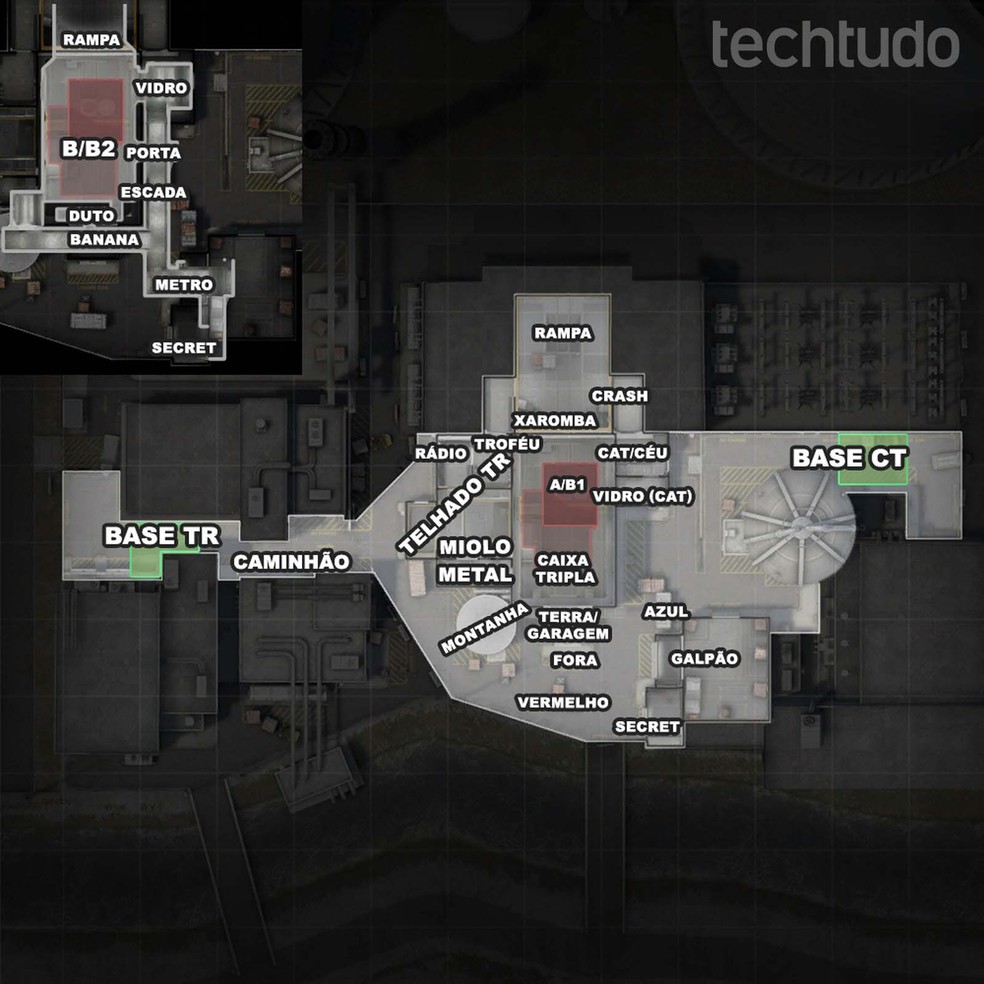 techtudo
RAMPA
VIDRO
B/B2
PORTA
ESCADA
DUTO
BANANA
METRO
SECRET
RAMPA
CRASH
XAROMBA
TROFÉU
RÁDIO
CAT/CÉU
BASE CT
TELHADO TR
A/B1
VIDRO (CAT)
BASE TR
CAMINHÃO
MIOLO
METAL
CAIXA
TRIPLA
MONTANHA
TERRA/
GARAGEM
AZUL
FORA
GALPÃO
VERMELHO
SECRET